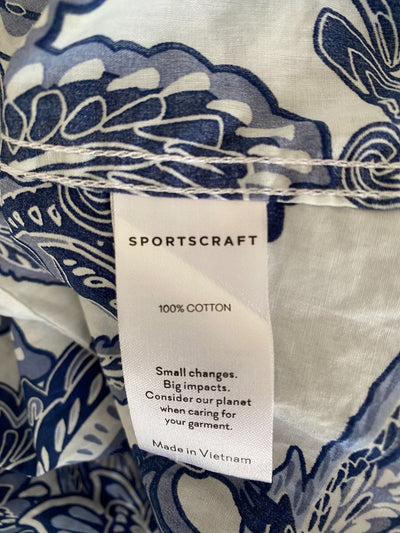 SPORTSCRAFT
100% COTTON
Small changes.
Big impacts.
Consider our planet
when caring for
your garment.
Made in Vietnam